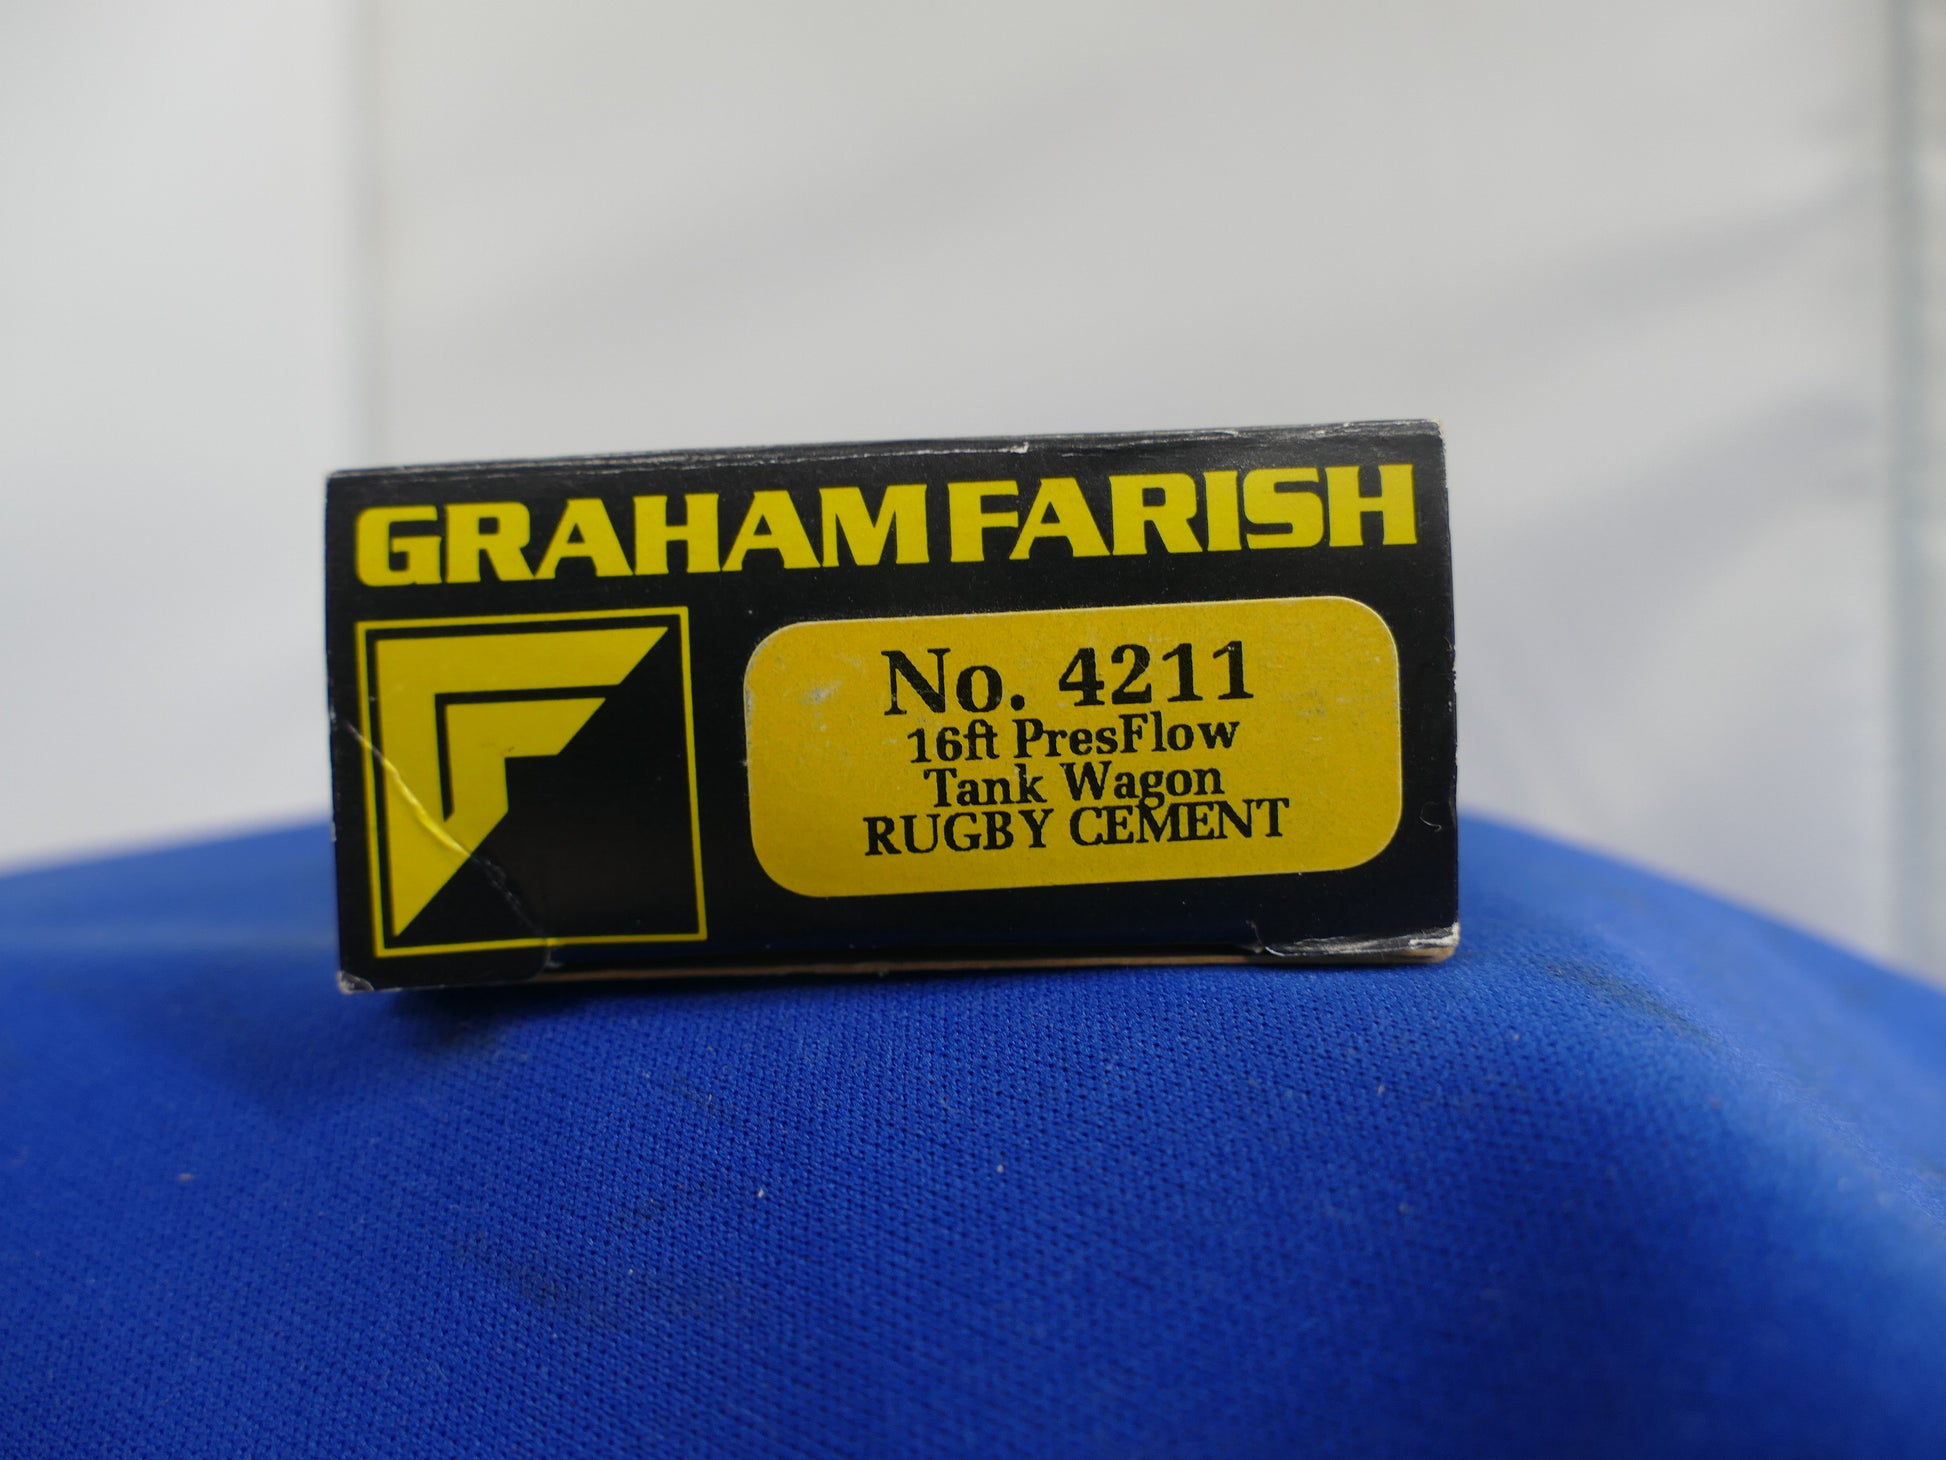 GRAHAM FARISH
No. 4211
16ft PresFlow
Tank Wagon
RUGBY CEMENT